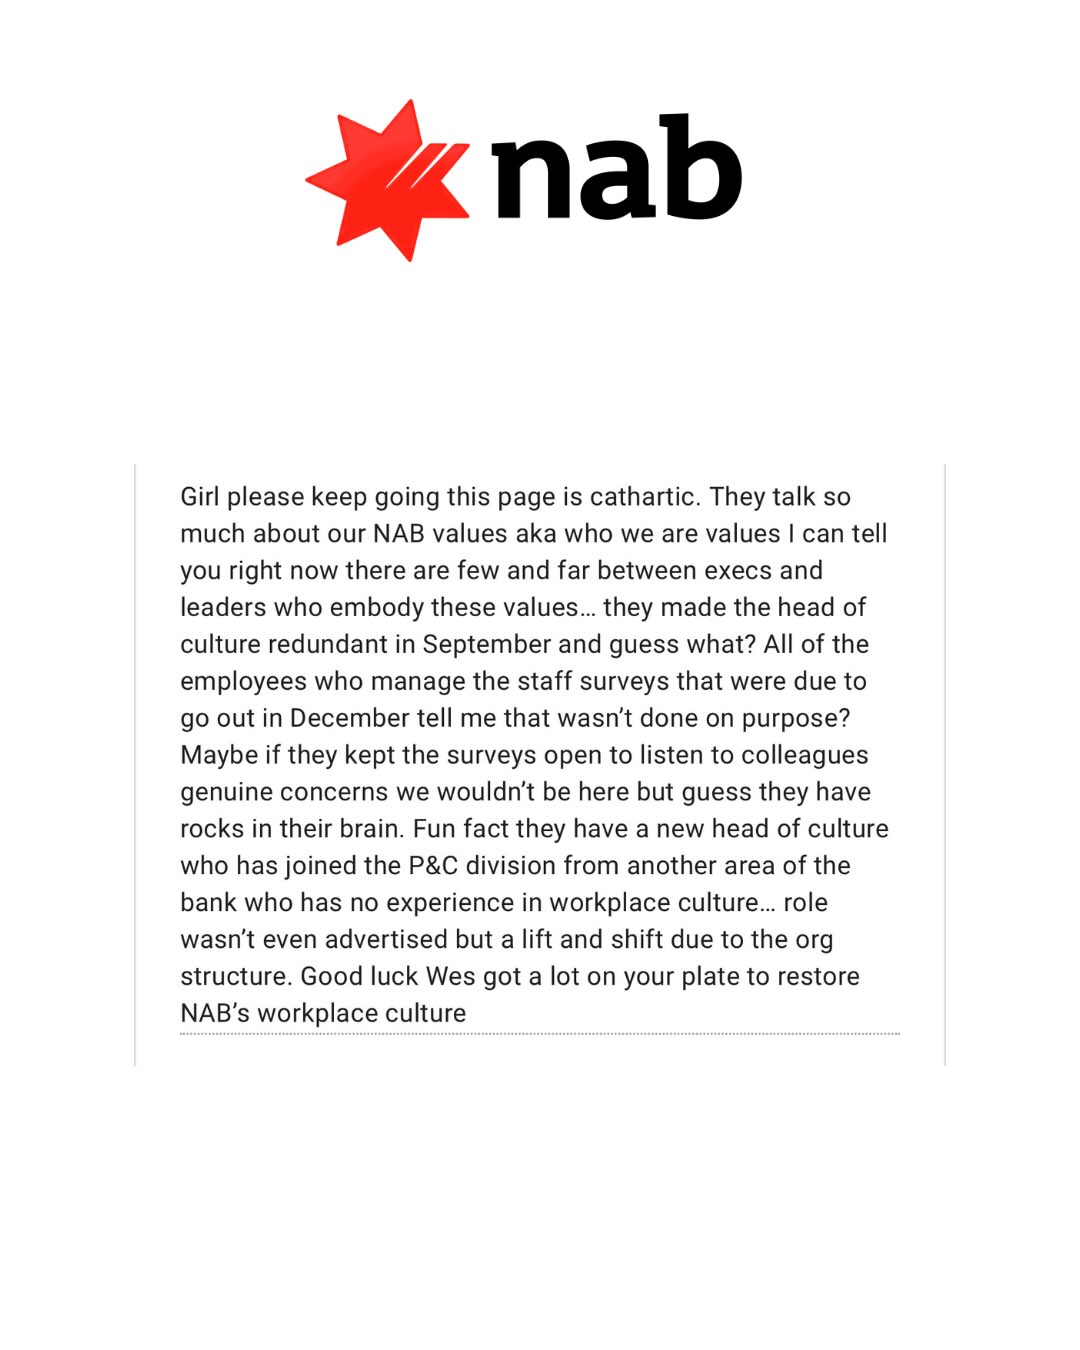 nab
Girl please keep going this page is cathartic. They talk so
much about our NAB values aka who we are values I can tell
you right now there are few and far between execs and
leaders who embody these values… they made the head of
culture redundant in September and guess what? All of the
employees who manage the staff surveys that were due to
go out in December tell me that wasn’t done on purpose?
Maybe if they kept the surveys open to listen to colleagues
genuine concerns we wouldn’t be here but guess they have
rocks in their brain. Fun fact they have a new head of culture
who has joined the P&C division from another area of the
bank who has no experience in workplace culture… role
wasn’t even advertised but a lift and shift due to the org
structure. Good luck Wes got a lot on your plate to restore
NAB’s workplace culture